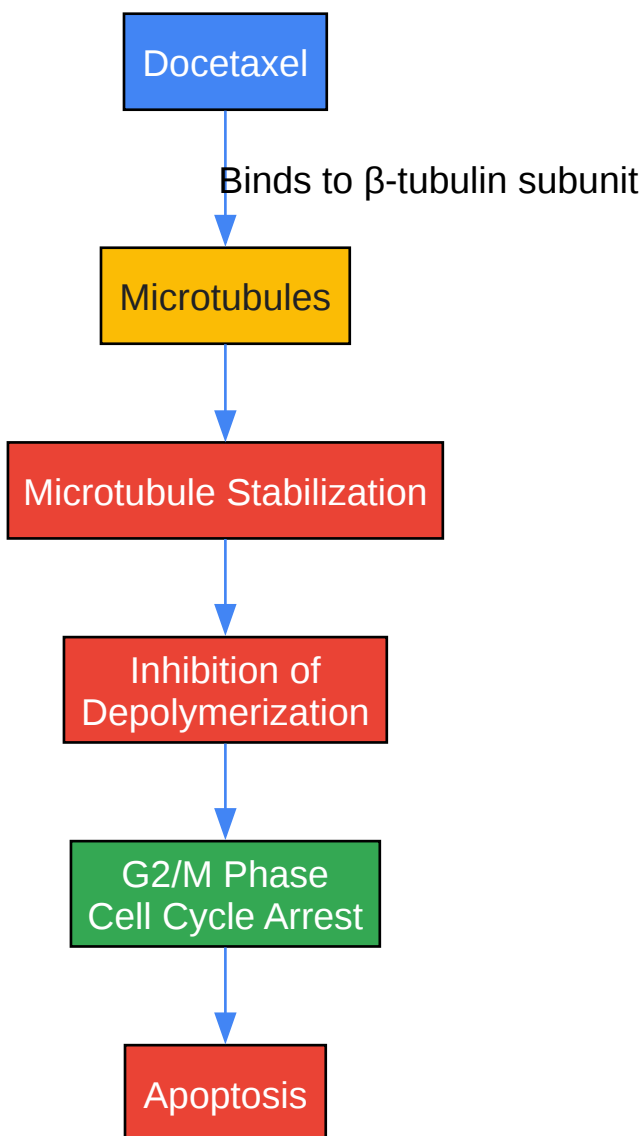 Docetaxel
Binds to β-tubulin subunit
Microtubules
Microtubule Stabilization
Inhibition of
Depolymerization
G2/M Phase
Cell Cycle Arrest
Apoptosis